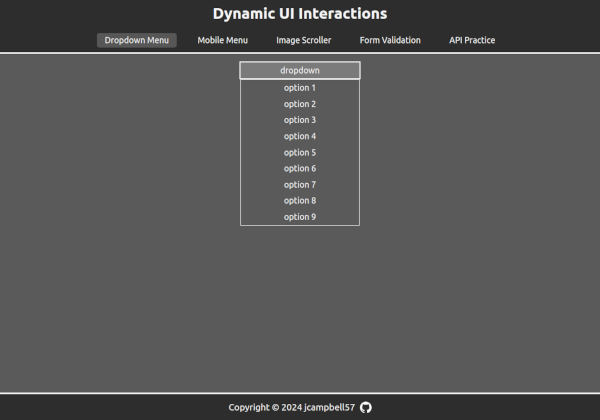 Dynamic UI Interactions
Dropdown Menu Mobile Menu Image Scroller Form Validation API Practice
dropdown
option 1
option 2
option 3
option 4
option 5
option 6
option 7
option 8
option 9
Copyright © 2024 jcampbell57